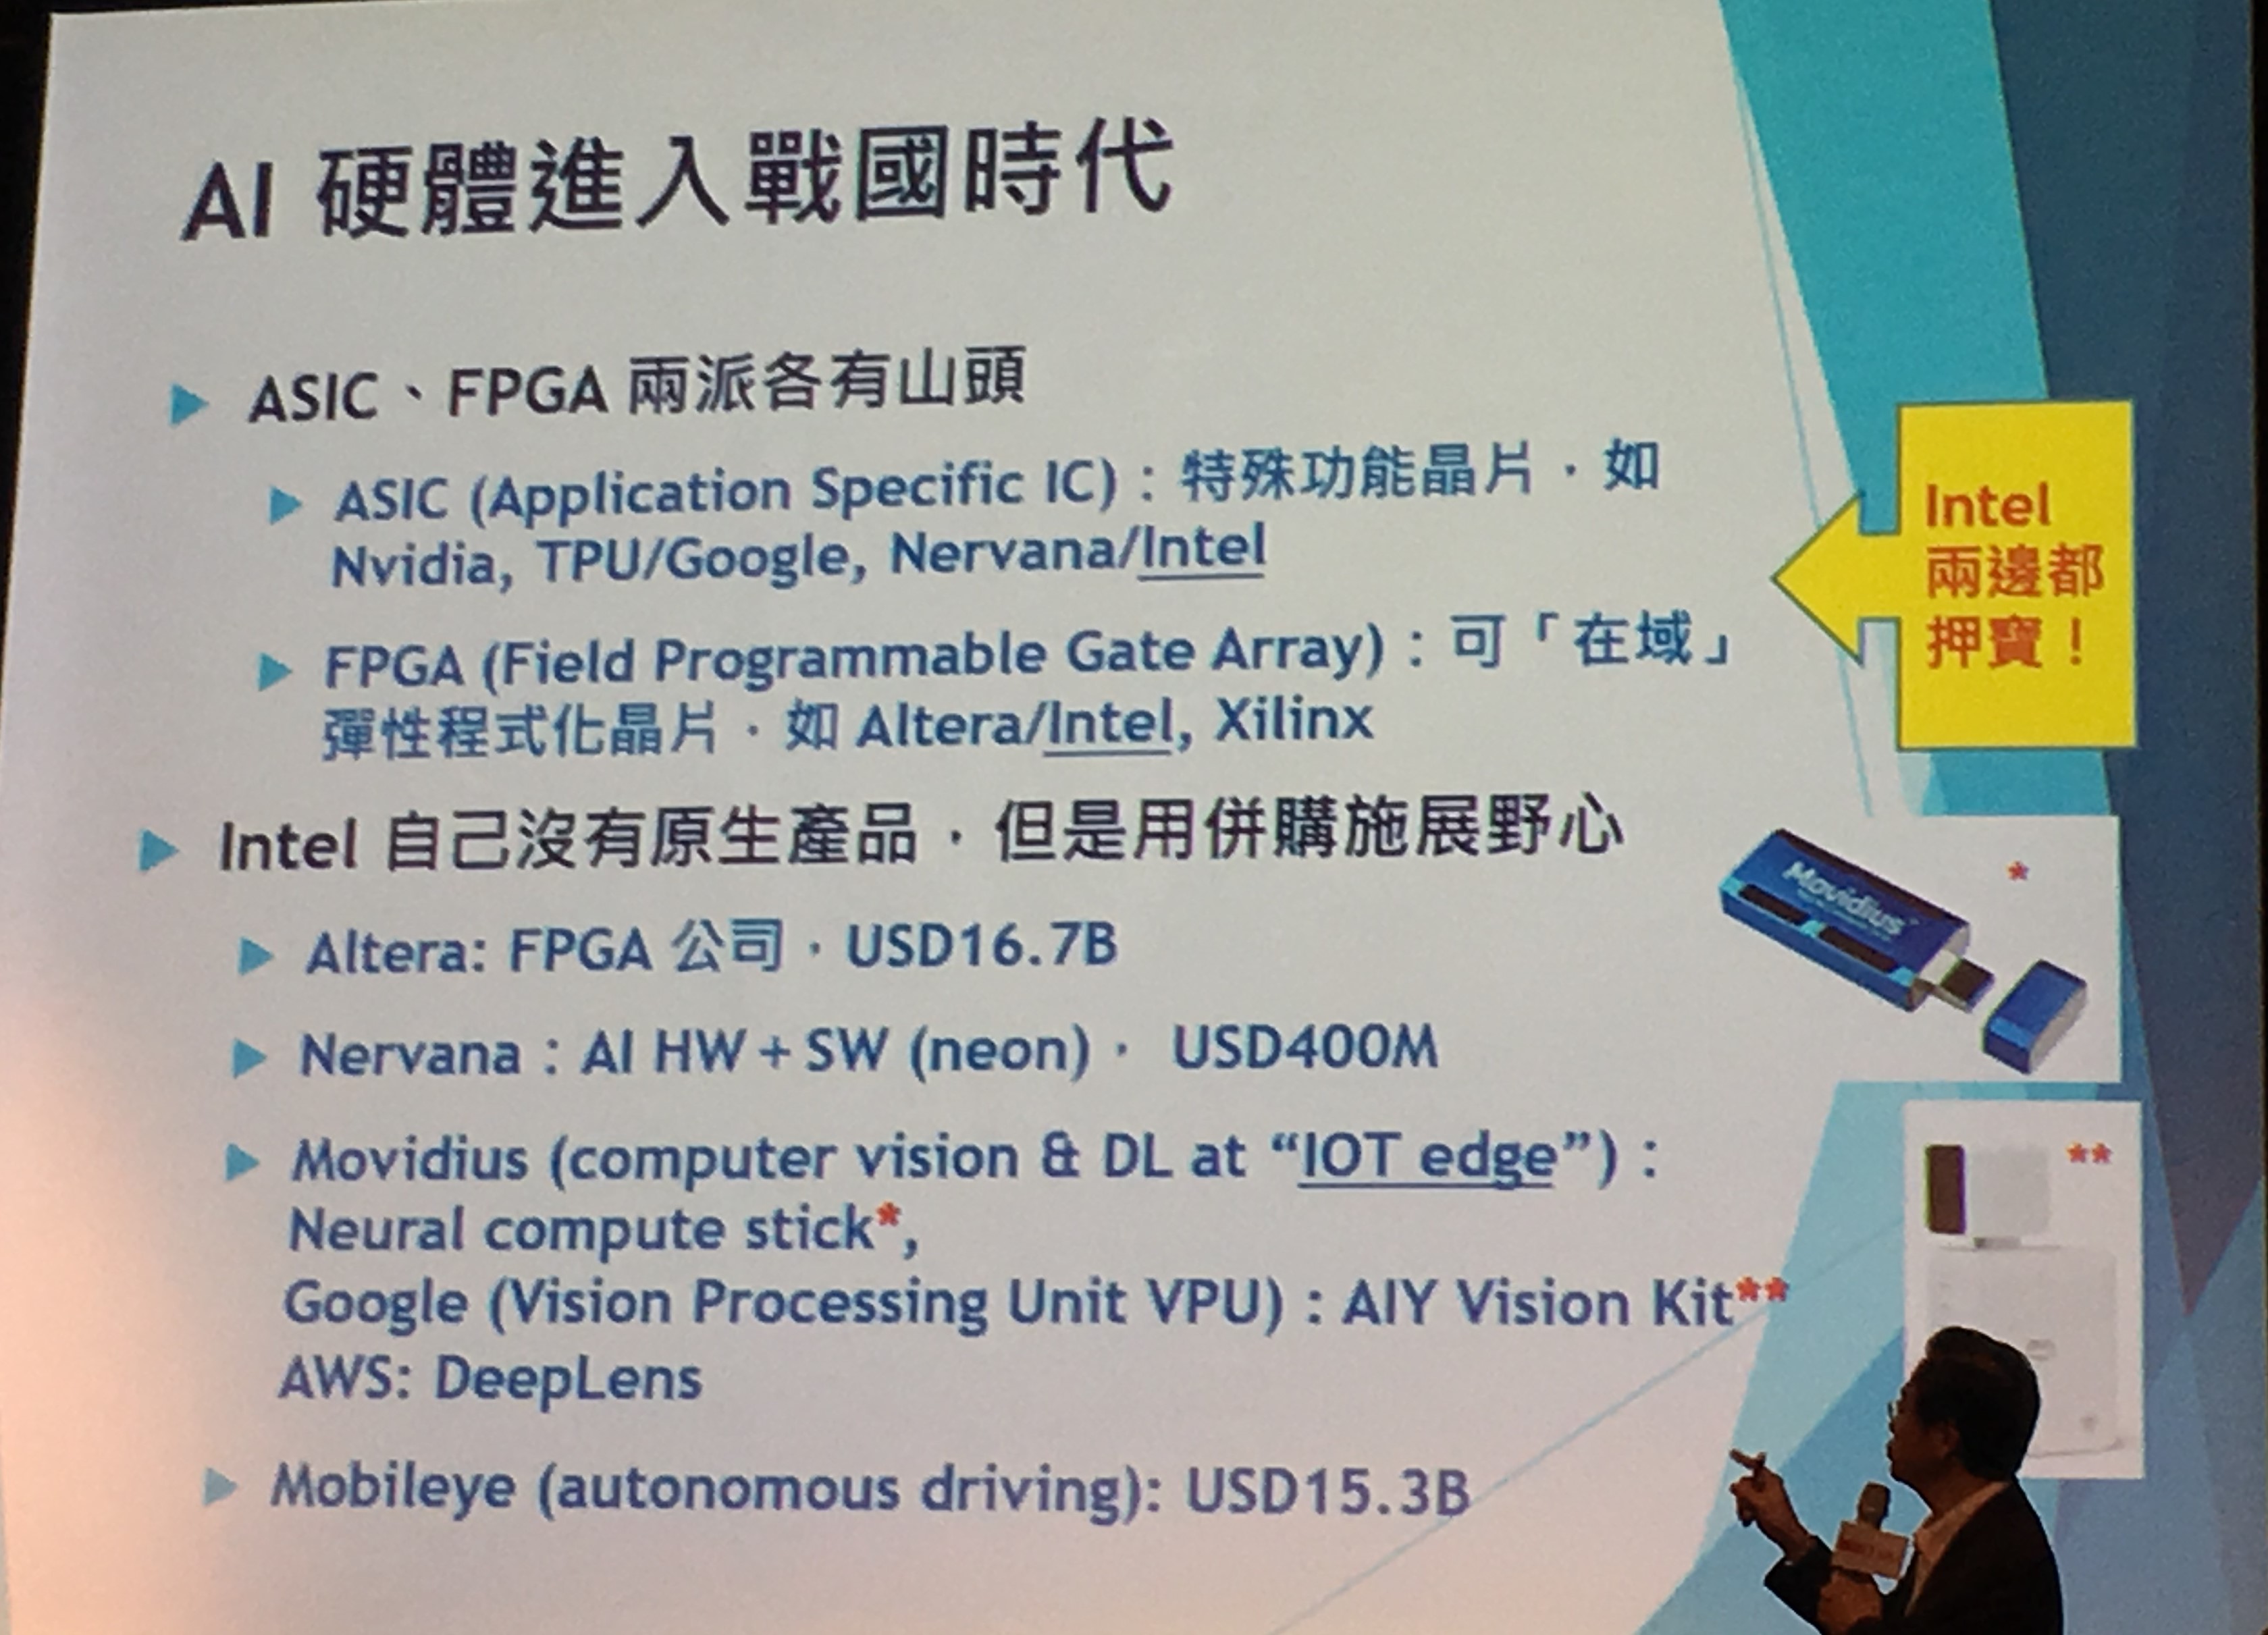 AI 硬體進入戰國時代
ASIC、FPGA 兩派各有山頭
ASIC (Application Specific IC)：特殊功能晶片，如
Nvidia, TPU/Google, Nervana/Intel
FPGA (Field Programmable Gate Array)：可「在域」
彈性程式化晶片，如 Altera/Intel, Xilinx
Intel
兩邊都
押寶！
Intel 自己沒有原生產品，但是用併購施展野心
Altera: FPGA 公司，USD16.7B
Nervana：AI HW + SW (neon)， USD400M
Movidius (computer vision & DL at “IOT edge”)：
Neural compute stick*,
Google (Vision Processing Unit VPU)：AIY Vision Kit**
AWS: DeepLens
Mobileye (autonomous driving): USD15.3B
Movidius
*
**